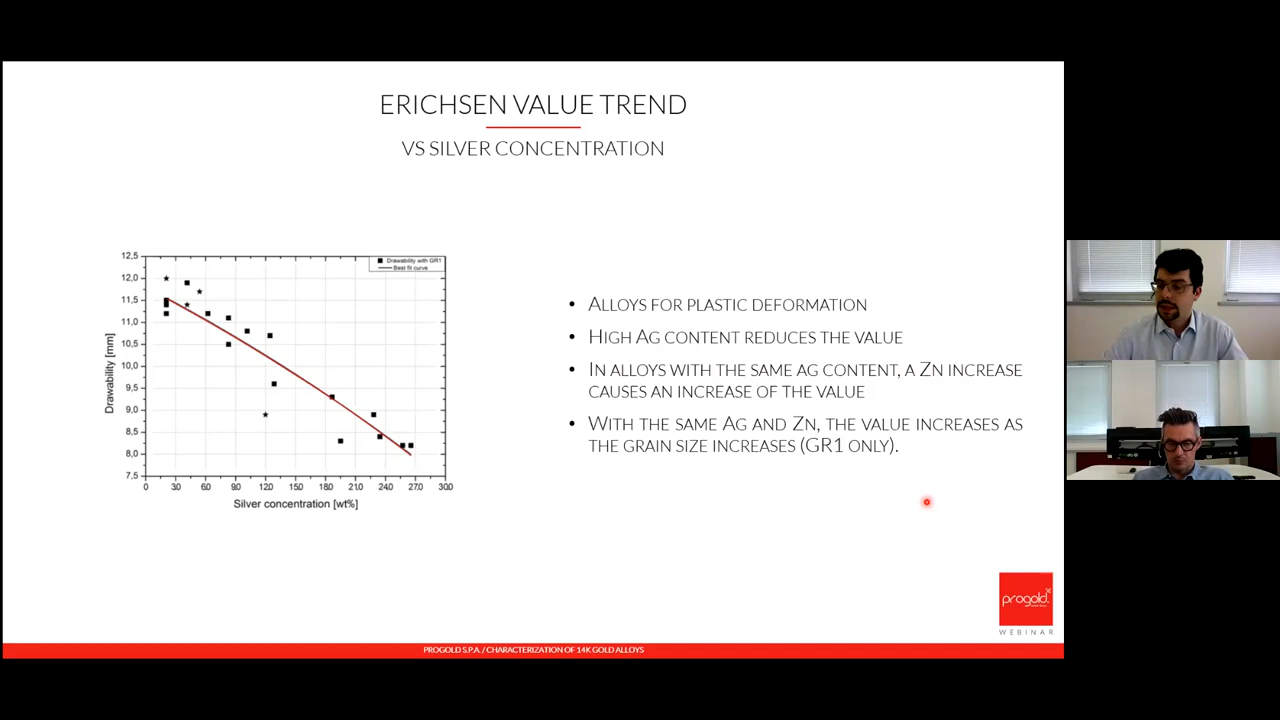 ERICHSEN VALUE TREND
VS SILVER CONCENTRATION
12,5
12,0
11,5
11,0
10,5
10,0
9,5
9,0
8,5
8,0
7,5
Drawability [mm]
Drawability with GR1
Best fit curve
0 30 60 90 120 150 180 210 240 270 300
Silver concentration [wt%]
• ALLOYS FOR PLASTIC DEFORMATION
• HIGH AG CONTENT REDUCES THE VALUE
• IN ALLOYS WITH THE SAME AG CONTENT, A ZN INCREASE
CAUSES AN INCREASE OF THE VALUE
• WITH THE SAME AG AND ZN, THE VALUE INCREASES AS
THE GRAIN SIZE INCREASES (GR1 ONLY).
progold.
WEBINAR
PROGOLD S.P.A. / CHARACTERIZATION OF 14K GOLD ALLOYS